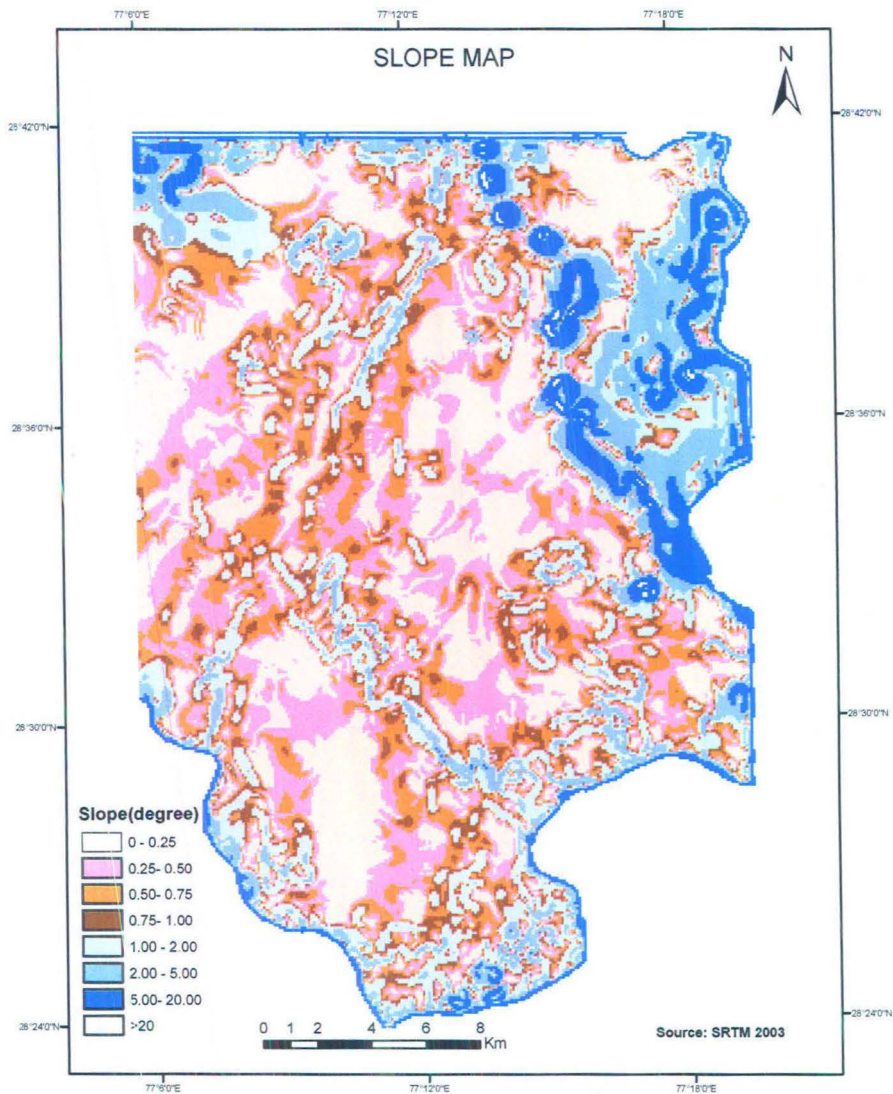 77°6'0"E 77°12'0"E 77°18'0"E
SLOPE MAP
N
28°42'0"N 28°42'0"N
28°36'0"N 28°36'0"N
28°30'0"N 28°30'0"N
Slope(degree)
0 - 0.25
0.25- 0.50
0.50- 0.75
0.75- 1.00
1.00 - 2.00
2.00 - 5.00
5.00- 20.00
>20
28°24'0"N 28°24'0"N
0 1 2 4 6 8
Km
Source: SRTM 2003
77°6'0"E 77°12'0"E 77°18'0"E